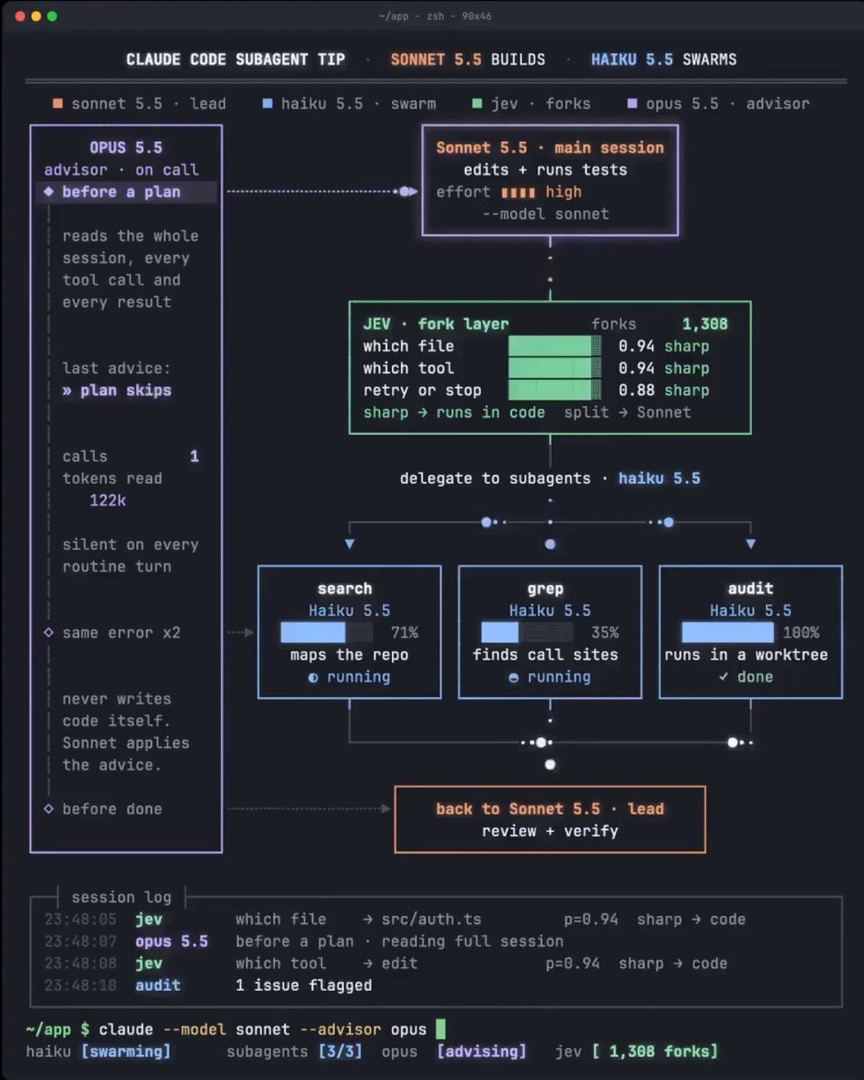 ~/app - zsh - 90x46
CLAUDE CODE SUBAGENT TIP · SONNET 5.5 BUILDS · HAIKU 5.5 SWARMS
sonnet 5.5 · lead haiku 5.5 · swarm jev · forks opus 5.5 · advisor
OPUS 5.5
advisor · on call
◆ before a plan
reads the whole
session, every
tool call and
every result
last advice:
» plan skips
calls 1
tokens read
122k
silent on every
routine turn
◇ same error x2
never writes
code itself.
Sonnet applies
the advice.
◇ before done
Sonnet 5.5 · main session
edits + runs tests
effort ▮▮▮▮ high
--model sonnet
JEV · fork layer forks 1,308
which file 0.94 sharp
which tool 0.94 sharp
retry or stop 0.88 sharp
sharp → runs in code split → Sonnet
delegate to subagents · haiku 5.5
search
Haiku 5.5
71%
maps the repo
◐ running
grep
Haiku 5.5
35%
finds call sites
◓ running
audit
Haiku 5.5
100%
runs in a worktree
✓ done
back to Sonnet 5.5 · lead
review + verify
session log
23:48:05 jev which file → src/auth.ts p=0.94 sharp → code
23:48:07 opus 5.5 before a plan · reading full session
23:48:08 jev which tool → edit p=0.94 sharp → code
23:48:10 audit 1 issue flagged
~/app $ claude --model sonnet --advisor opus
haiku [swarming] subagents [3/3] opus [advising] jev [ 1,308 forks]